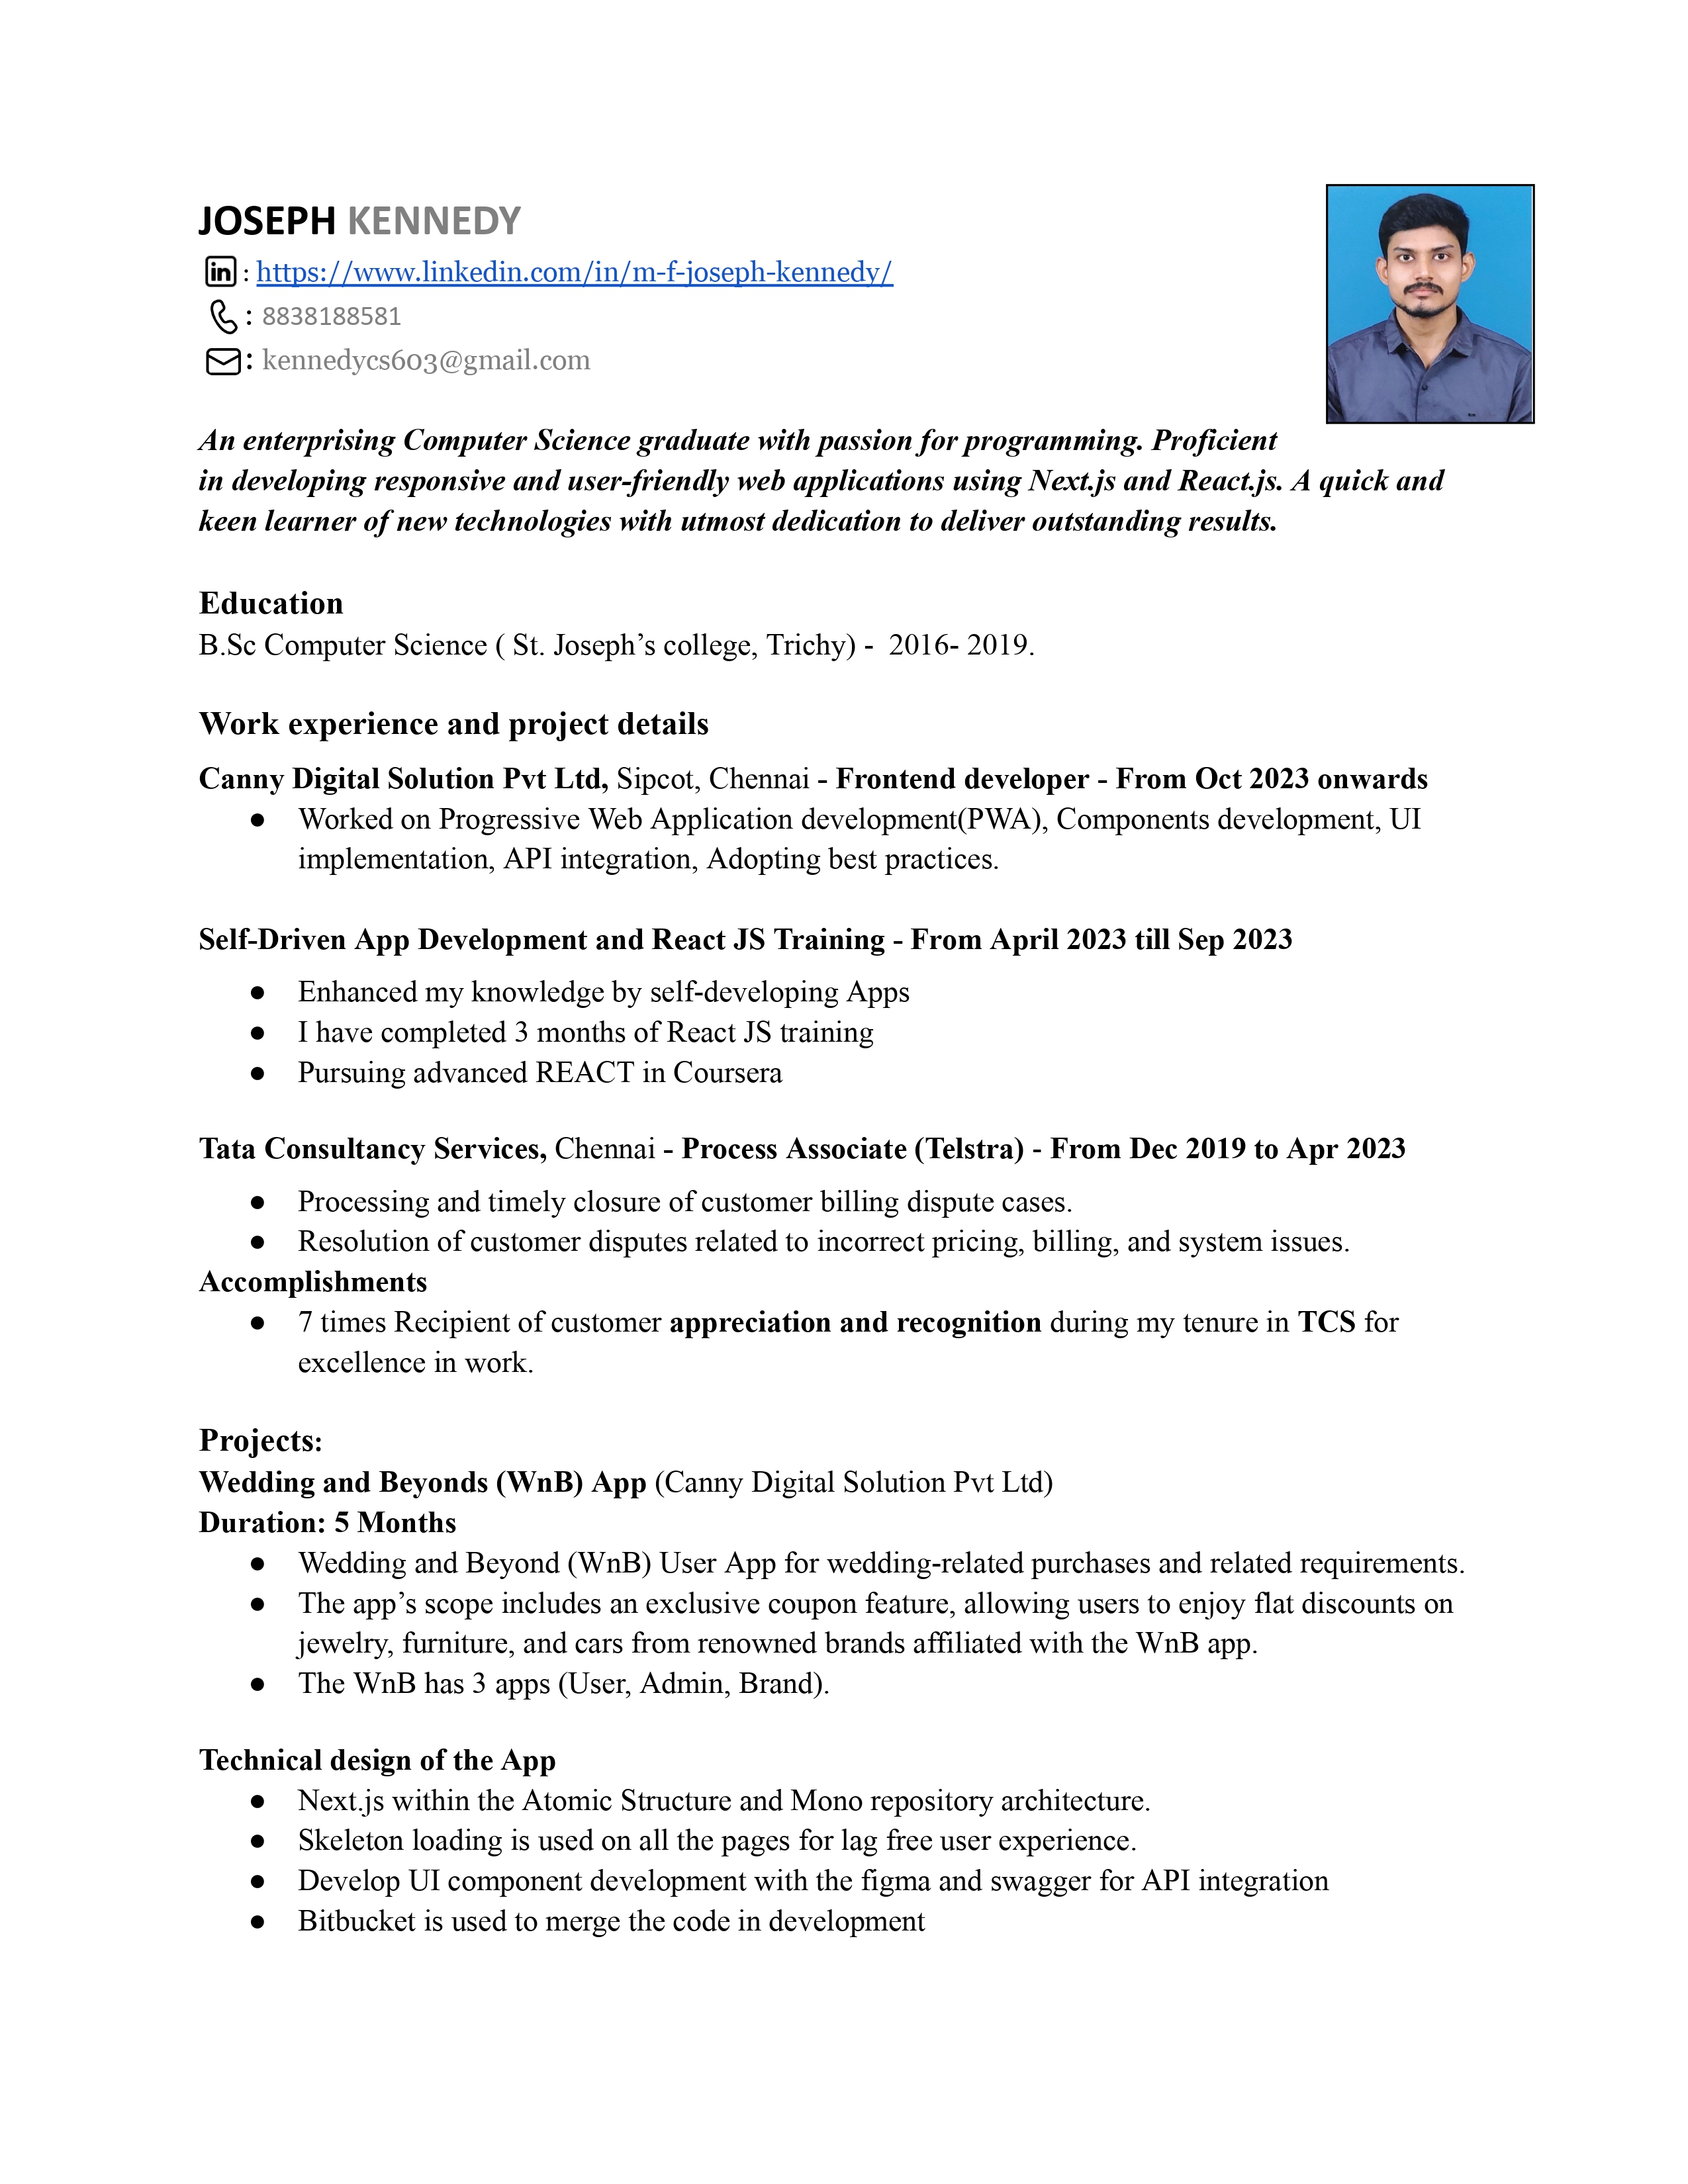 JOSEPH KENNEDY
in : https://www.linkedin.com/in/m-f-joseph-kennedy/
: 8838188581
: kennedycs603@gmail.com
An enterprising Computer Science graduate with passion for programming. Proficient
in developing responsive and user-friendly web applications using Next.js and React.js. A quick and
keen learner of new technologies with utmost dedication to deliver outstanding results.
Education
B.Sc Computer Science ( St. Joseph’s college, Trichy) - 2016- 2019.
Work experience and project details
Canny Digital Solution Pvt Ltd, Sipcot, Chennai - Frontend developer - From Oct 2023 onwards
● Worked on Progressive Web Application development(PWA), Components development, UI
implementation, API integration, Adopting best practices.
Self-Driven App Development and React JS Training - From April 2023 till Sep 2023
● Enhanced my knowledge by self-developing Apps
● I have completed 3 months of React JS training
● Pursuing advanced REACT in Coursera
Tata Consultancy Services, Chennai - Process Associate (Telstra) - From Dec 2019 to Apr 2023
● Processing and timely closure of customer billing dispute cases.
● Resolution of customer disputes related to incorrect pricing, billing, and system issues.
Accomplishments
● 7 times Recipient of customer appreciation and recognition during my tenure in TCS for
excellence in work.
Projects:
Wedding and Beyonds (WnB) App (Canny Digital Solution Pvt Ltd)
Duration: 5 Months
● Wedding and Beyond (WnB) User App for wedding-related purchases and related requirements.
● The app’s scope includes an exclusive coupon feature, allowing users to enjoy flat discounts on
jewelry, furniture, and cars from renowned brands affiliated with the WnB app.
● The WnB has 3 apps (User, Admin, Brand).
Technical design of the App
● Next.js within the Atomic Structure and Mono repository architecture.
● Skeleton loading is used on all the pages for lag free user experience.
● Develop UI component development with the figma and swagger for API integration
● Bitbucket is used to merge the code in development